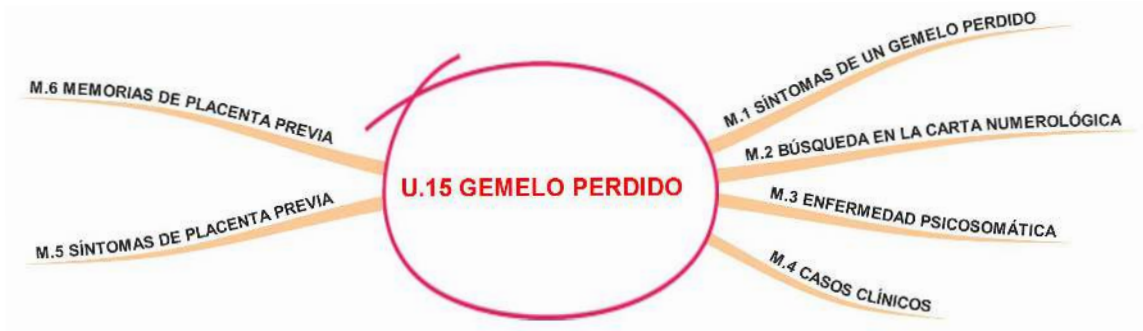 U.15 GEMELO PERDIDO
M.1 SÍNTOMAS DE UN GEMELO PERDIDO
M.2 BÚSQUEDA EN LA CARTA NUMEROLÓGICA
M.3 ENFERMEDAD PSICOSOMÁTICA
M.4 CASOS CLÍNICOS
M.5 SÍNTOMAS DE PLACENTA PREVIA
M.6 MEMORIAS DE PLACENTA PREVIA